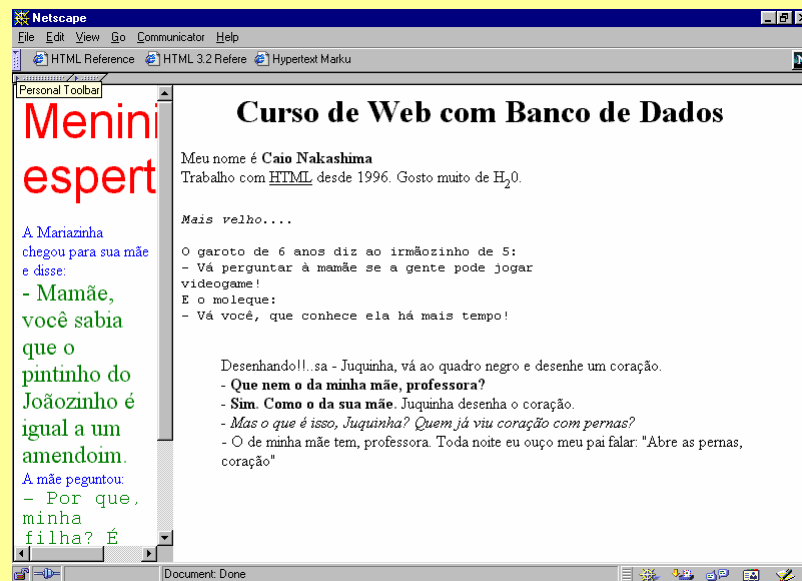 Netscape
File Edit View Go Communicator Help
HTML Reference HTML 3.2 Refere Hypertext Marku
Personal Toolbar
Menini
espert
A Mariazinha
chegou para sua mãe
e disse:
- Mamãe,
você sabia
que o
pintinho do
Joãozinho é
igual a um
amendoim.
A mãe peguntou:
- Por que,
minha
filha? É
Curso de Web com Banco de Dados
Meu nome é Caio Nakashima
Trabalho com HTML desde 1996. Gosto muito de H20.
Mais velho....
O garoto de 6 anos diz ao irmãozinho de 5:
- Vá perguntar à mamãe se a gente pode jogar
videogame!
E o moleque:
- Vá você, que conhece ela há mais tempo!
Desenhando!!..sa - Juquinha, vá ao quadro negro e desenhe um coração.
- Que nem o da minha mãe, professora?
- Sim. Como o da sua mãe. Juquinha desenha o coração.
- Mas o que é isso, Juquinha? Quem já viu coração com pernas?
- O de minha mãe tem, professora. Toda noite eu ouço meu pai falar: "Abre as pernas,
coração"
Document: Done